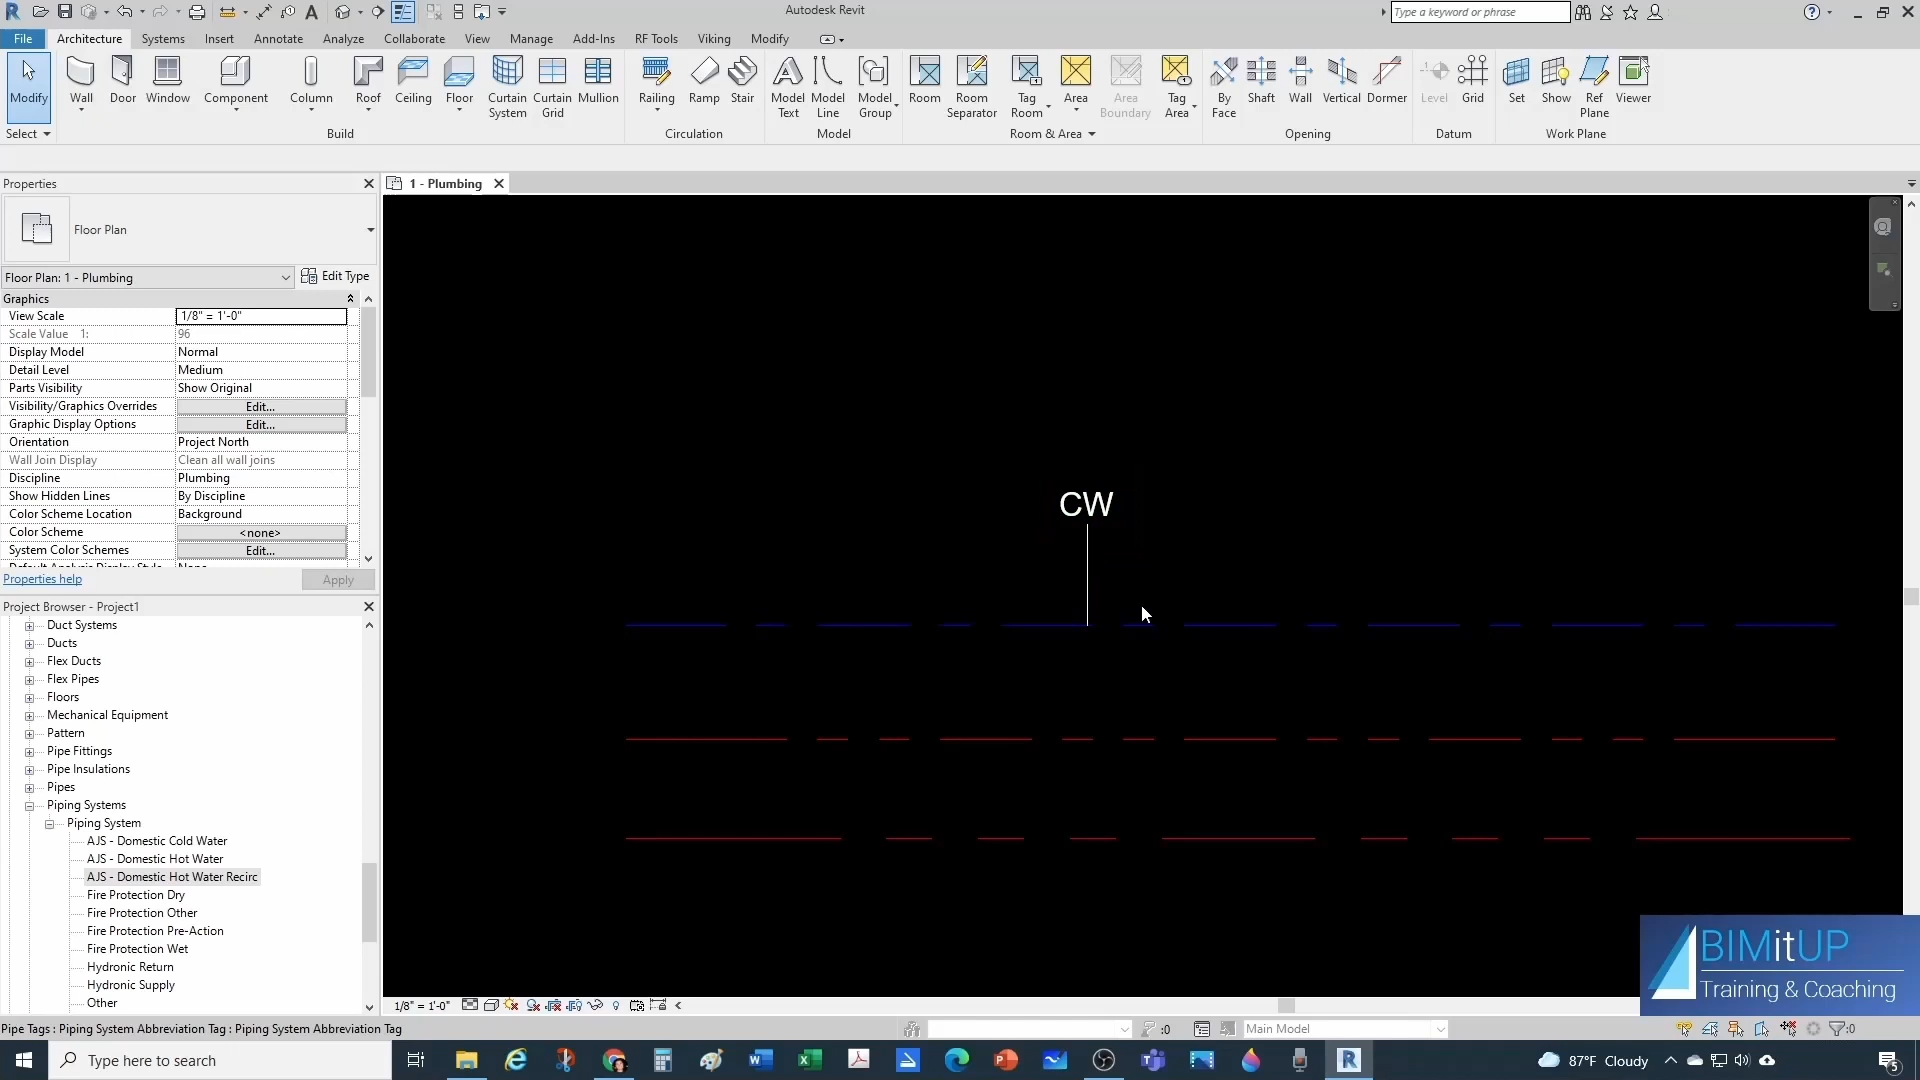 Autodesk Revit
Type a keyword or phrase
File Architecture Systems Insert Annotate Analyze Collaborate View Manage Add-Ins RF Tools Viking Modify
Modify Wall Door Window Component Column Roof Ceiling Floor Curtain System Curtain Grid Mullion Railing Ramp Stair Model Text Model Line Model Group Room Room Separator Tag Room Area Area Boundary Tag Area By Face Shaft Wall Vertical Dormer Level Grid Set Show Ref Plane Viewer
Select Build Circulation Model Room & Area Opening Datum Work Plane
Properties
1 - Plumbing
Floor Plan
Floor Plan: 1 - Plumbing Edit Type
Graphics
View Scale 1/8" = 1'-0"
Scale Value 1: 96
Display Model Normal
Detail Level Medium
Parts Visibility Show Original
Visibility/Graphics Overrides Edit...
Graphic Display Options Edit...
Orientation Project North
Wall Join Display Clean all wall joins
Discipline Plumbing
Show Hidden Lines By Discipline
Color Scheme Location Background
Color Scheme <none>
System Color Schemes Edit...
Properties help Apply
Project Browser - Project1
Duct Systems
Ducts
Flex Ducts
Flex Pipes
Floors
Mechanical Equipment
Pattern
Pipe Fittings
Pipe Insulations
Pipes
Piping Systems
Piping System
AJS - Domestic Cold Water
AJS - Domestic Hot Water
AJS - Domestic Hot Water Recirc
Fire Protection Dry
Fire Protection Other
Fire Protection Pre-Action
Fire Protection Wet
Hydronic Return
Hydronic Supply
Other
CW
BIMitUP
Training & Coaching
1/8" = 1'-0"
Pipe Tags : Piping System Abbreviation Tag : Piping System Abbreviation Tag
:0 Main Model :0
Type here to search
87°F Cloudy
5